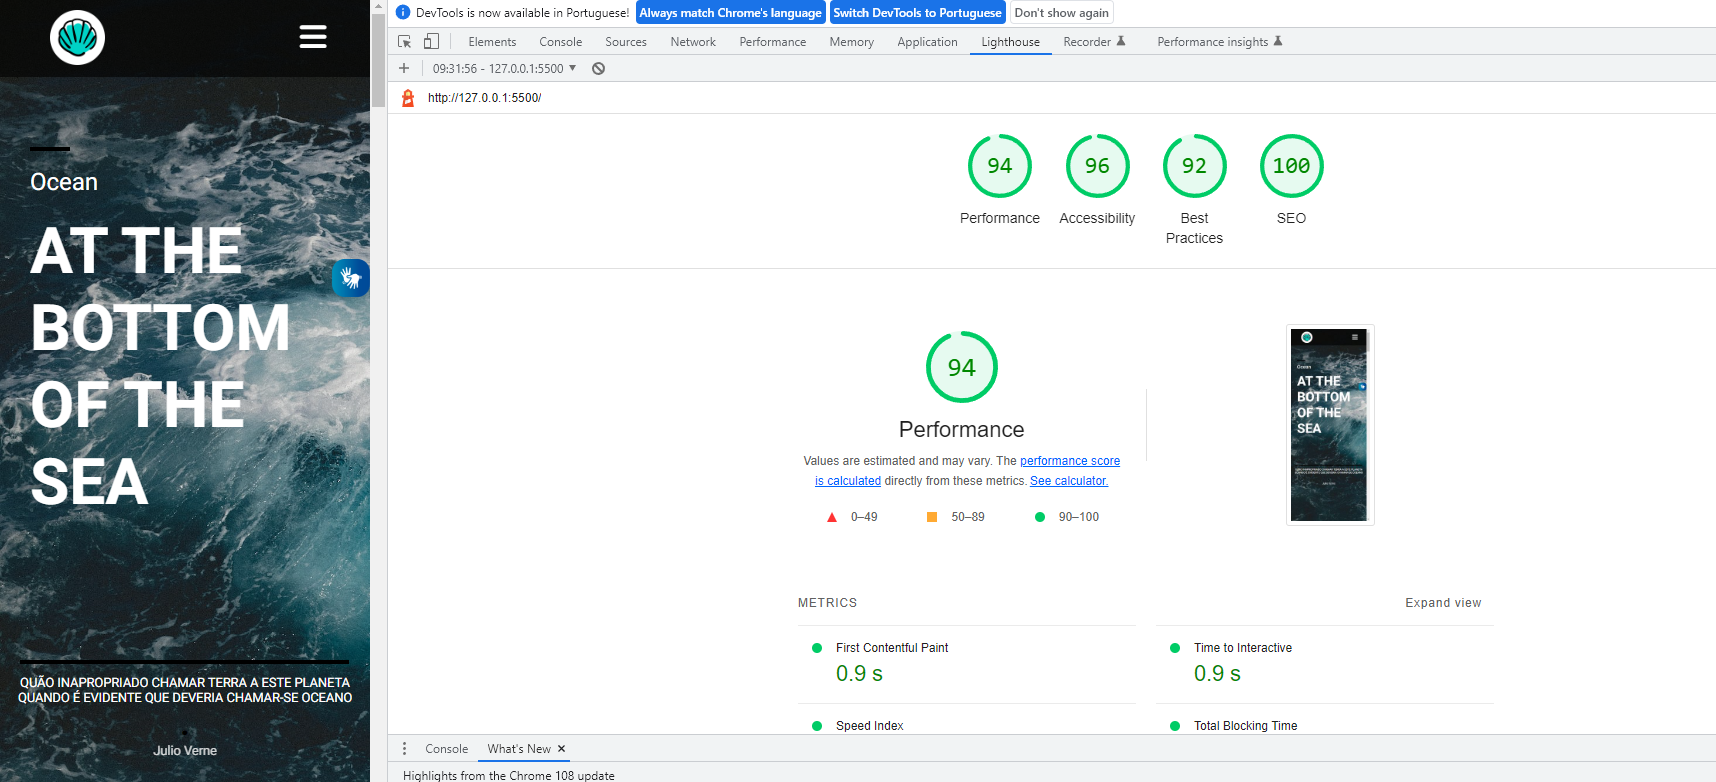 Ocean
AT THE
BOTTOM
OF THE
SEA
QUÃO INAPROPRIADO CHAMAR TERRA A ESTE PLANETA
QUANDO É EVIDENTE QUE DEVERIA CHAMAR-SE OCEANO
Julio Verne
DevTools is now available in Portuguese! Always match Chrome's language Switch DevTools to Portuguese Don't show again
Elements Console Sources Network Performance Memory Application Lighthouse Recorder Performance insights
09:31:56 - 127.0.0.1:5500
http://127.0.0.1:5500/
94 96 92 100
Performance Accessibility Best Practices SEO
94
Performance
Values are estimated and may vary. The performance score
is calculated directly from these metrics. See calculator.
0–49 50–89 90–100
Ocean
AT THE
BOTTOM
OF THE
SEA
METRICS Expand view
First Contentful Paint Time to Interactive
0.9 s 0.9 s
Speed Index Total Blocking Time
Console What's New
Highlights from the Chrome 108 update